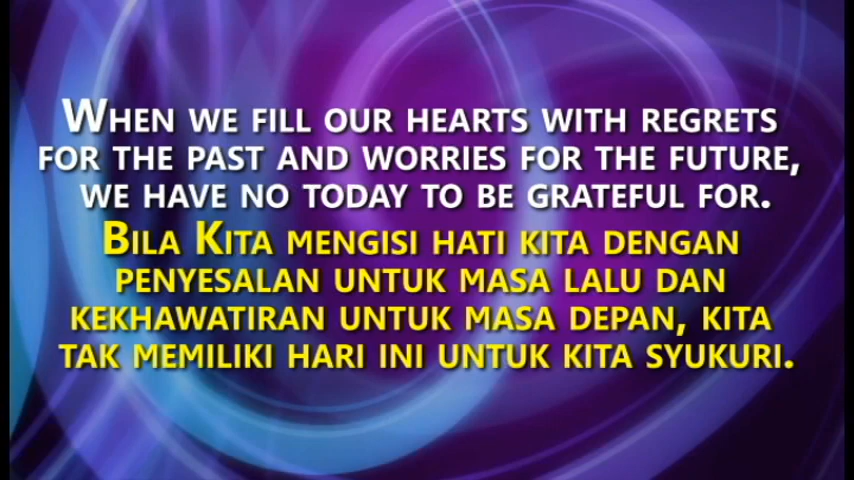 WHEN WE FILL OUR HEARTS WITH REGRETS
FOR THE PAST AND WORRIES FOR THE FUTURE,
WE HAVE NO TODAY TO BE GRATEFUL FOR.
BILA KITA MENGISI HATI KITA DENGAN
PENYESALAN UNTUK MASA LALU DAN
KEKHAWATIRAN UNTUK MASA DEPAN, KITA
TAK MEMILIKI HARI INI UNTUK KITA SYUKURI.